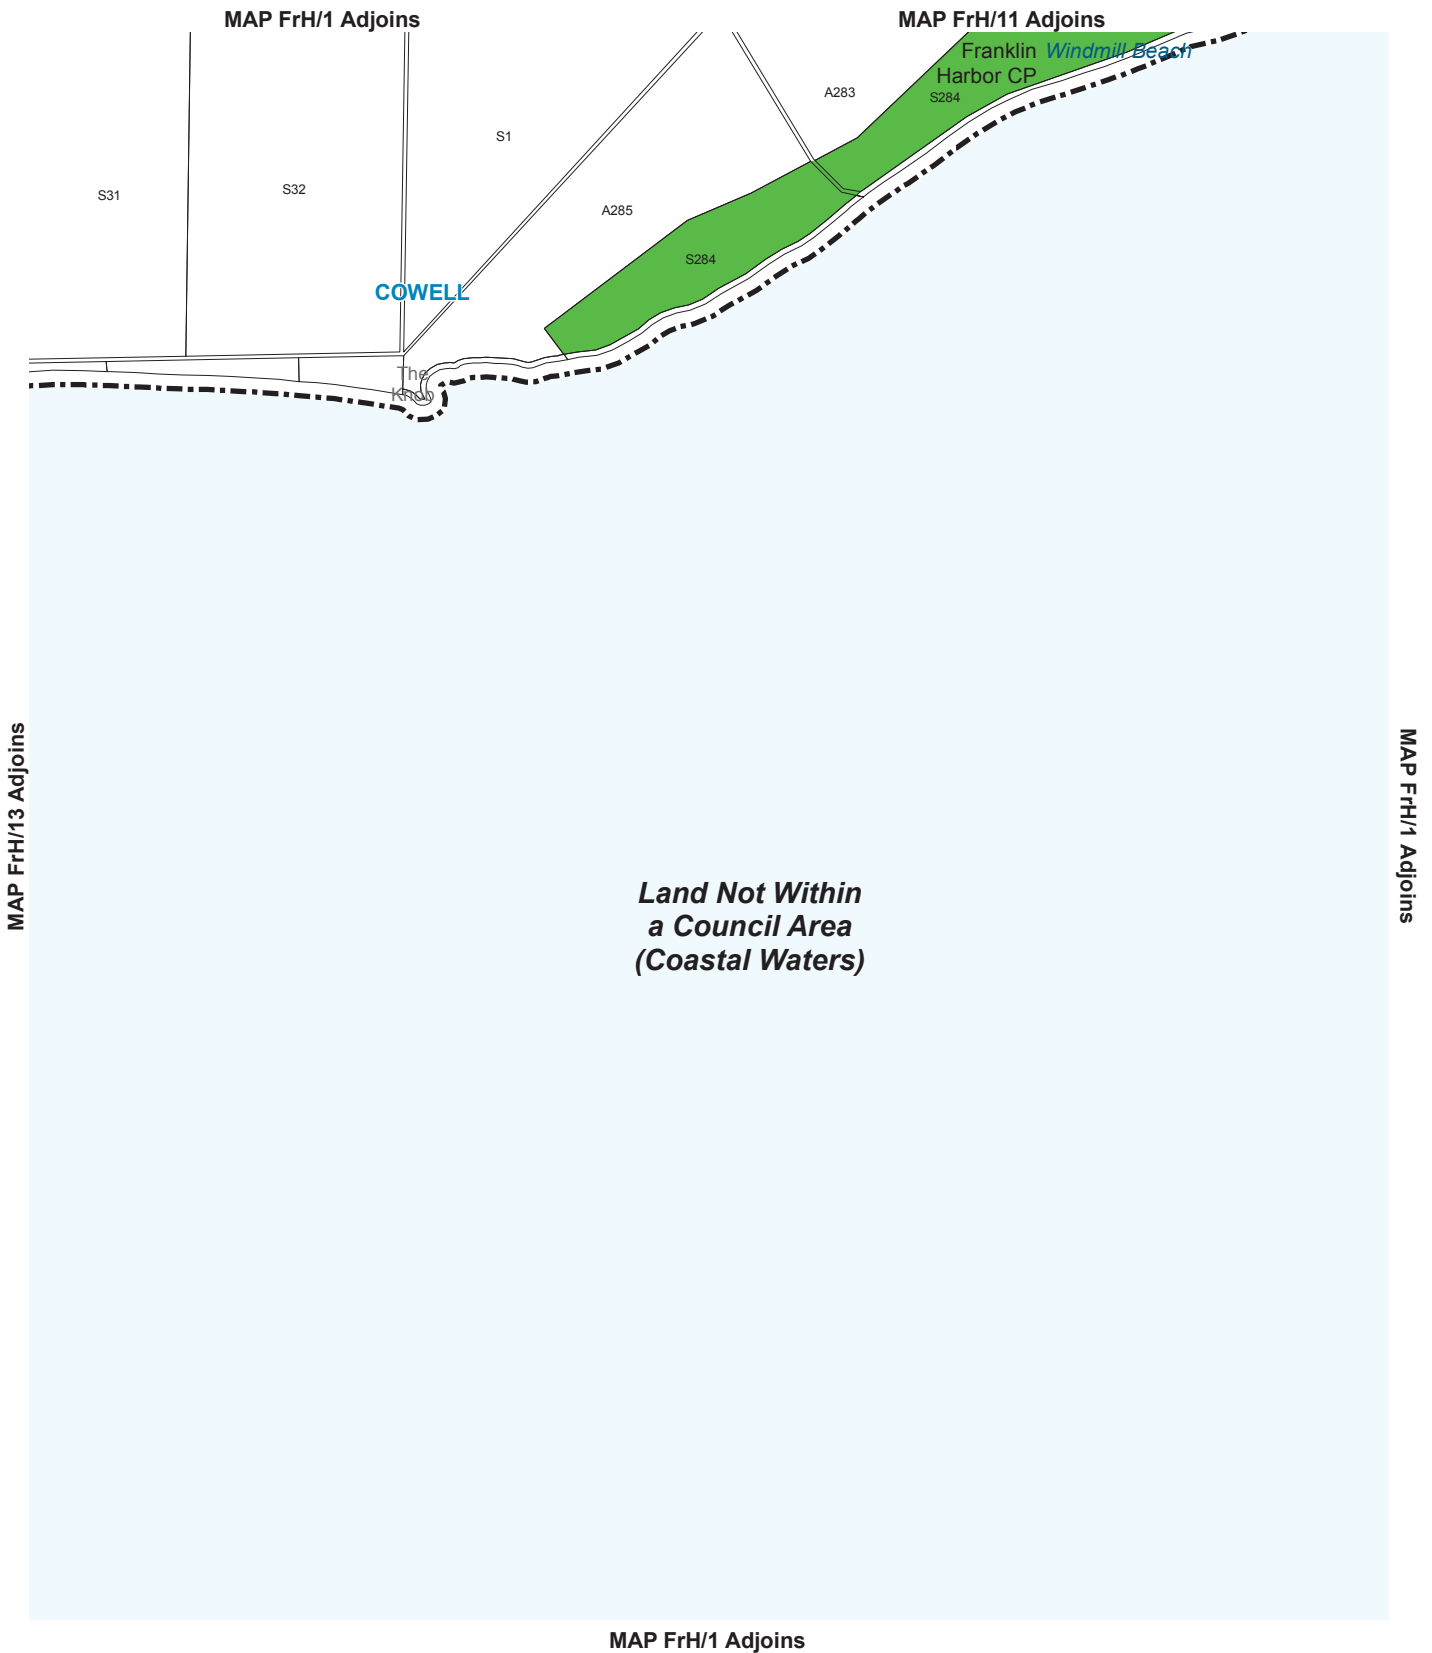 MAP FrH/1 Adjoins
MAP FrH/11 Adjoins
Franklin
Windmill Beach
Harbor CP
A283
S284
S1
S31
S32
A285
S284
COWELL
The
Knob
MAP FrH/13 Adjoins
MAP FrH/1 Adjoins
Land Not Within
a Council Area
(Coastal Waters)
MAP FrH/1 Adjoins